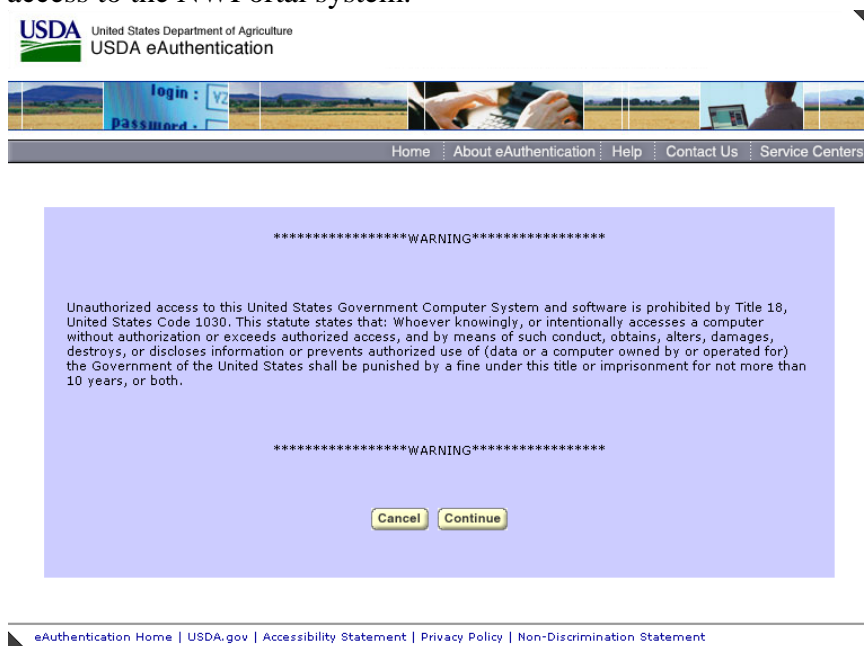 access to the NWPortal system.
USDA United States Department of Agriculture
USDA eAuthentication
login :
password :
Home About eAuthentication Help Contact Us Service Centers
*****************WARNING*****************
Unauthorized access to this United States Government Computer System and software is prohibited by Title 18,
United States Code 1030. This statute states that: Whoever knowingly, or intentionally accesses a computer
without authorization or exceeds authorized access, and by means of such conduct, obtains, alters, damages,
destroys, or discloses information or prevents authorized use of (data or a computer owned by or operated for)
the Government of the United States shall be punished by a fine under this title or imprisonment for not more than
10 years, or both.
*****************WARNING*****************
Cancel Continue
eAuthentication Home | USDA.gov | Accessibility Statement | Privacy Policy | Non-Discrimination Statement